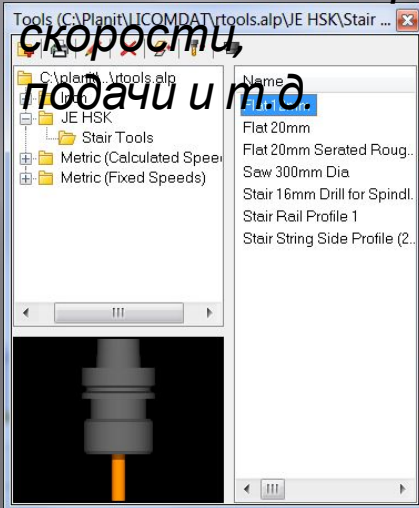 Tools (C:\Planit\LICOMDAT\rtools.alp\JE HSK\Stair ...
скорости,
подачи и т.д.
C:\planit\..\rtools.alp
Inch
JE HSK
Stair Tools
Metric (Calculated Speed
Metric (Fixed Speeds)
Name
Flat 20mm
Flat 20mm Serated Roug..
Saw 300mm Dia
Stair 16mm Drill for Spindl.
Stair Rail Profile 1
Stair String Side Profile (2..